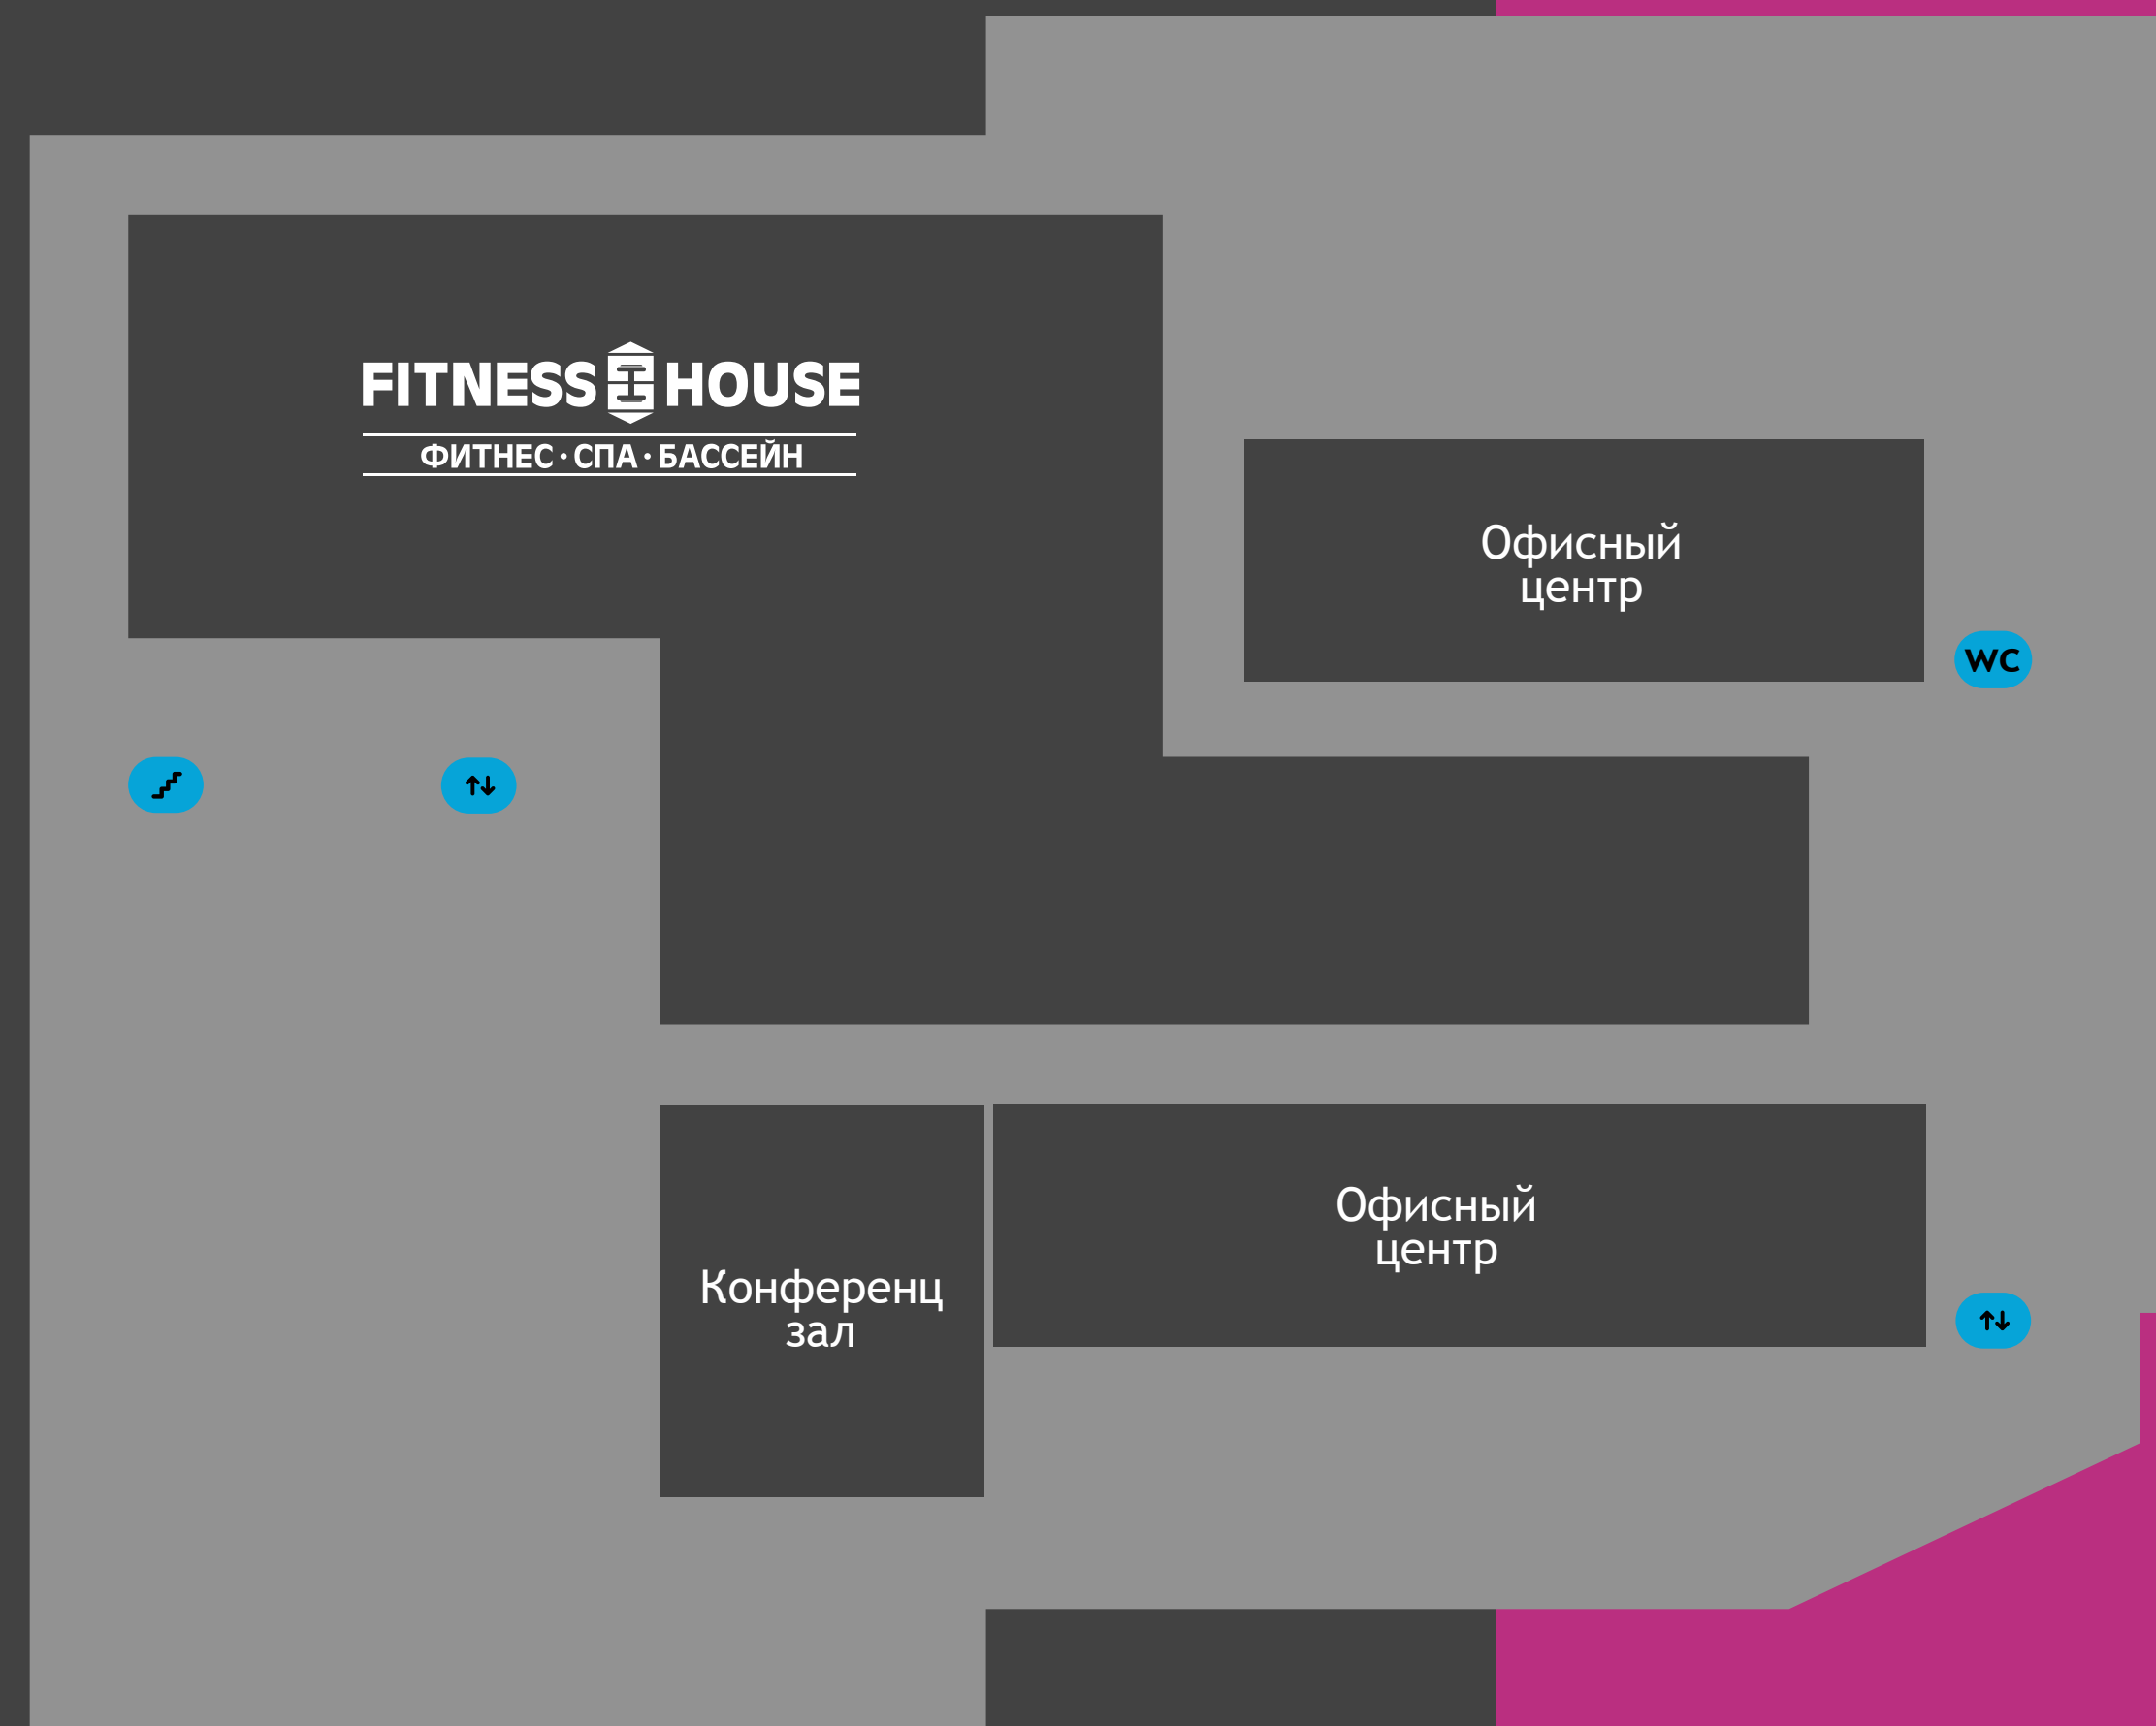 FITNESS HOUSE
ФИТНЕС • СПА • БАССЕЙН
Офисный
центр
WC
Офисный
центр
Конференц
зал